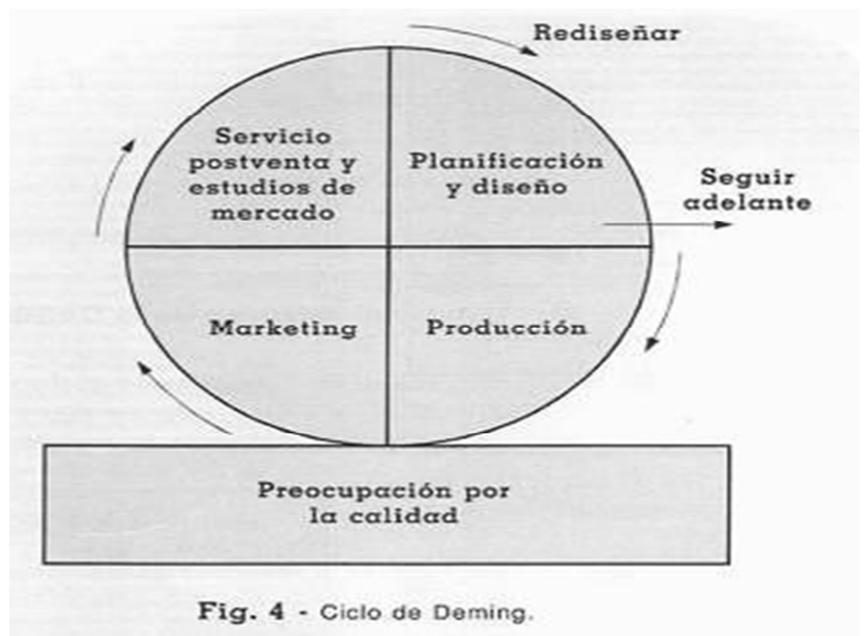 Rediseñar
Servicio
postventa y
estudios de
mercado
Planificación
y diseño
Seguir
adelante
Marketing
Producción
Preocupación por
la calidad
Fig. 4 - Ciclo de Deming.